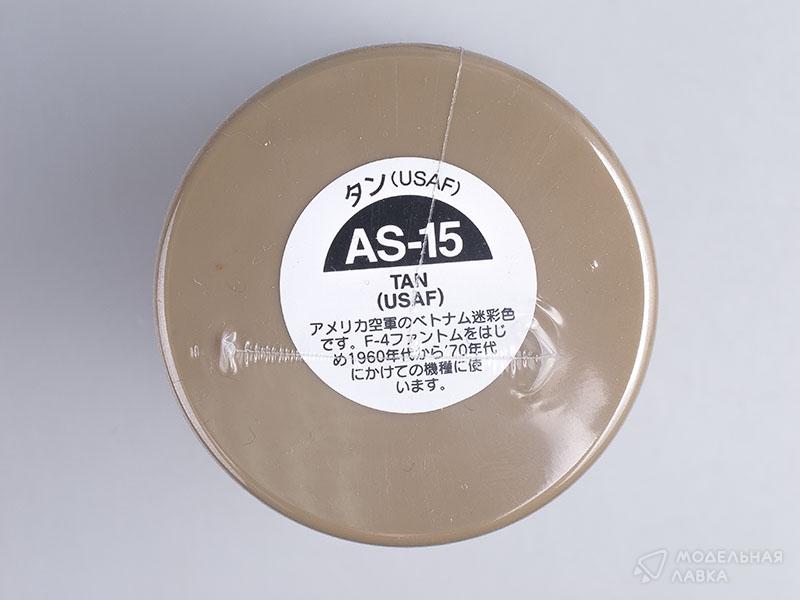 タン(USAF)
AS-15
TAN
(USAF)
アメリカ空軍のベトナム迷彩色
です。F-4ファントムをはじ
め1960年代から'70年代
にかけての機種に使
います。
МОДЕЛЬНАЯ
ЛАВКА